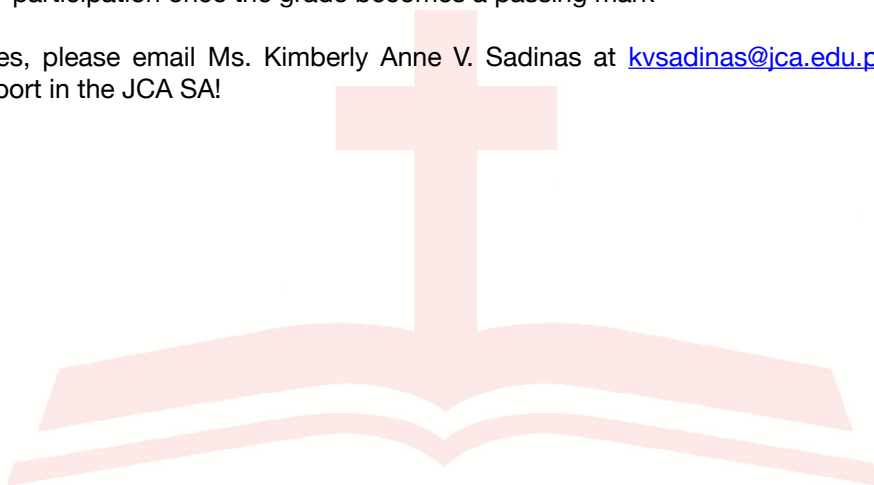 participation once the grade becomes a passing mark
es, please email Ms. Kimberly Anne V. Sadinas at kvsadinas@jca.edu.p
port in the JCA SA!